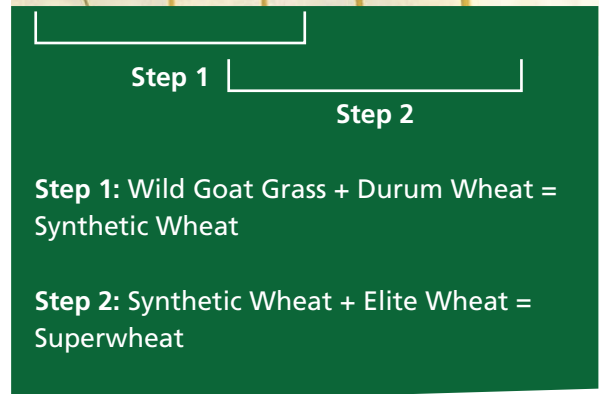 Step 1
Step 2
Step 1: Wild Goat Grass + Durum Wheat =
Synthetic Wheat
Step 2: Synthetic Wheat + Elite Wheat =
Superwheat